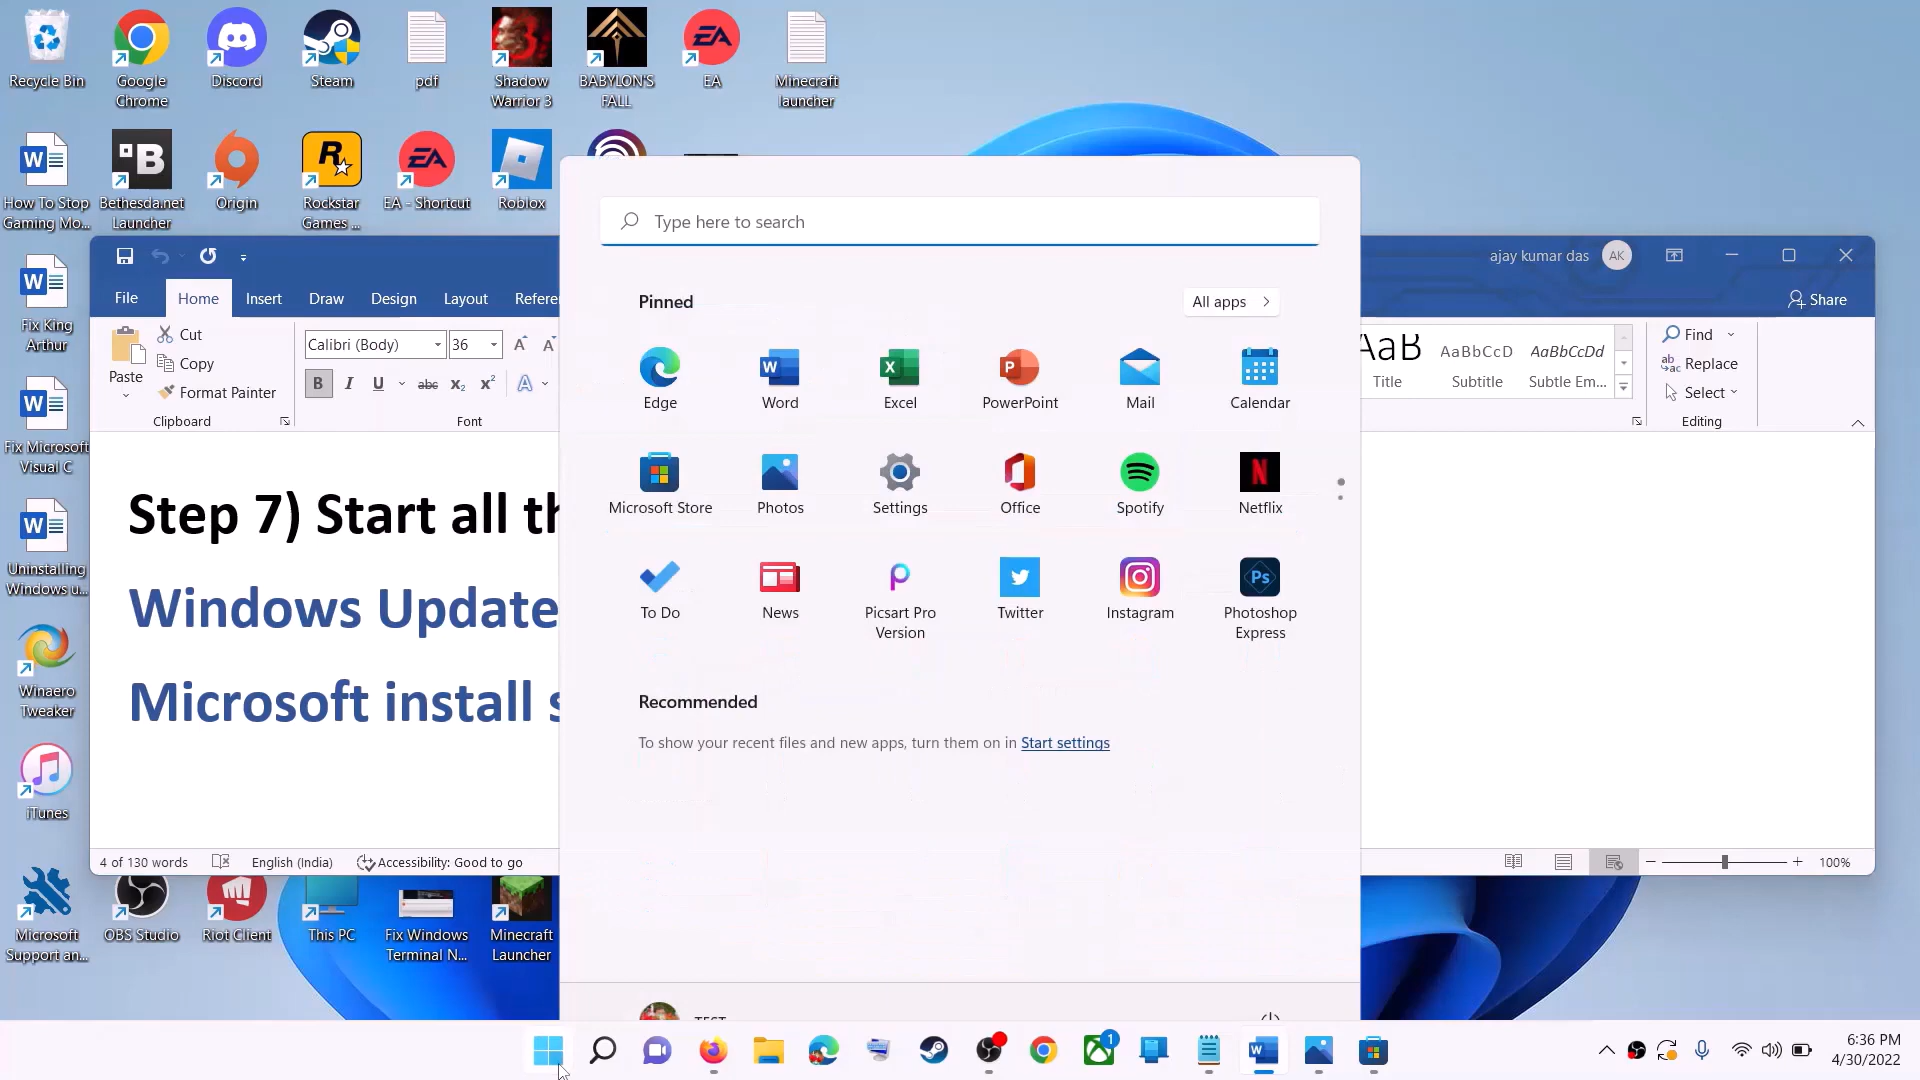 Recycle Bin
Google
Chrome
Discord
Steam
pdf
Shadow
Warrior 3
BABYLON'S
FALL
EA
Minecraft
launcher
How To Stop
Gaming Mo...
Bethesda.net
Launcher
Origin
Rockstar
Games ...
EA - Shortcut
Roblox
Fix King
Arthur
Fix Microsoft
Visual C
Uninstalling
Windows u...
Winaero
Tweaker
iTunes
Microsoft
Support an...
OBS Studio
Riot Client
This PC
Fix Windows
Terminal N...
Minecraft
Launcher
ajay kumar das
AK
File
Home
Insert
Draw
Design
Layout
Share
Paste
Cut
Copy
Format Painter
Clipboard
Calibri (Body)
36
Font
AaB
Title
AaBbCcD
Subtitle
AaBbCcDd
Subtle Em...
Find
Replace
Select
Editing
Step 7) Start all
Windows Update
Microsoft install
4 of 130 words
English (India)
Accessibility: Good to go
100%
Type here to search
Pinned
All apps
Edge
Word
Excel
PowerPoint
Mail
Calendar
Microsoft Store
Photos
Settings
Office
Spotify
Netflix
To Do
News
Picsart Pro
Version
Twitter
Instagram
Photoshop
Express
Recommended
To show your recent files and new apps, turn them on in Start settings
1
6:36 PM
4/30/2022